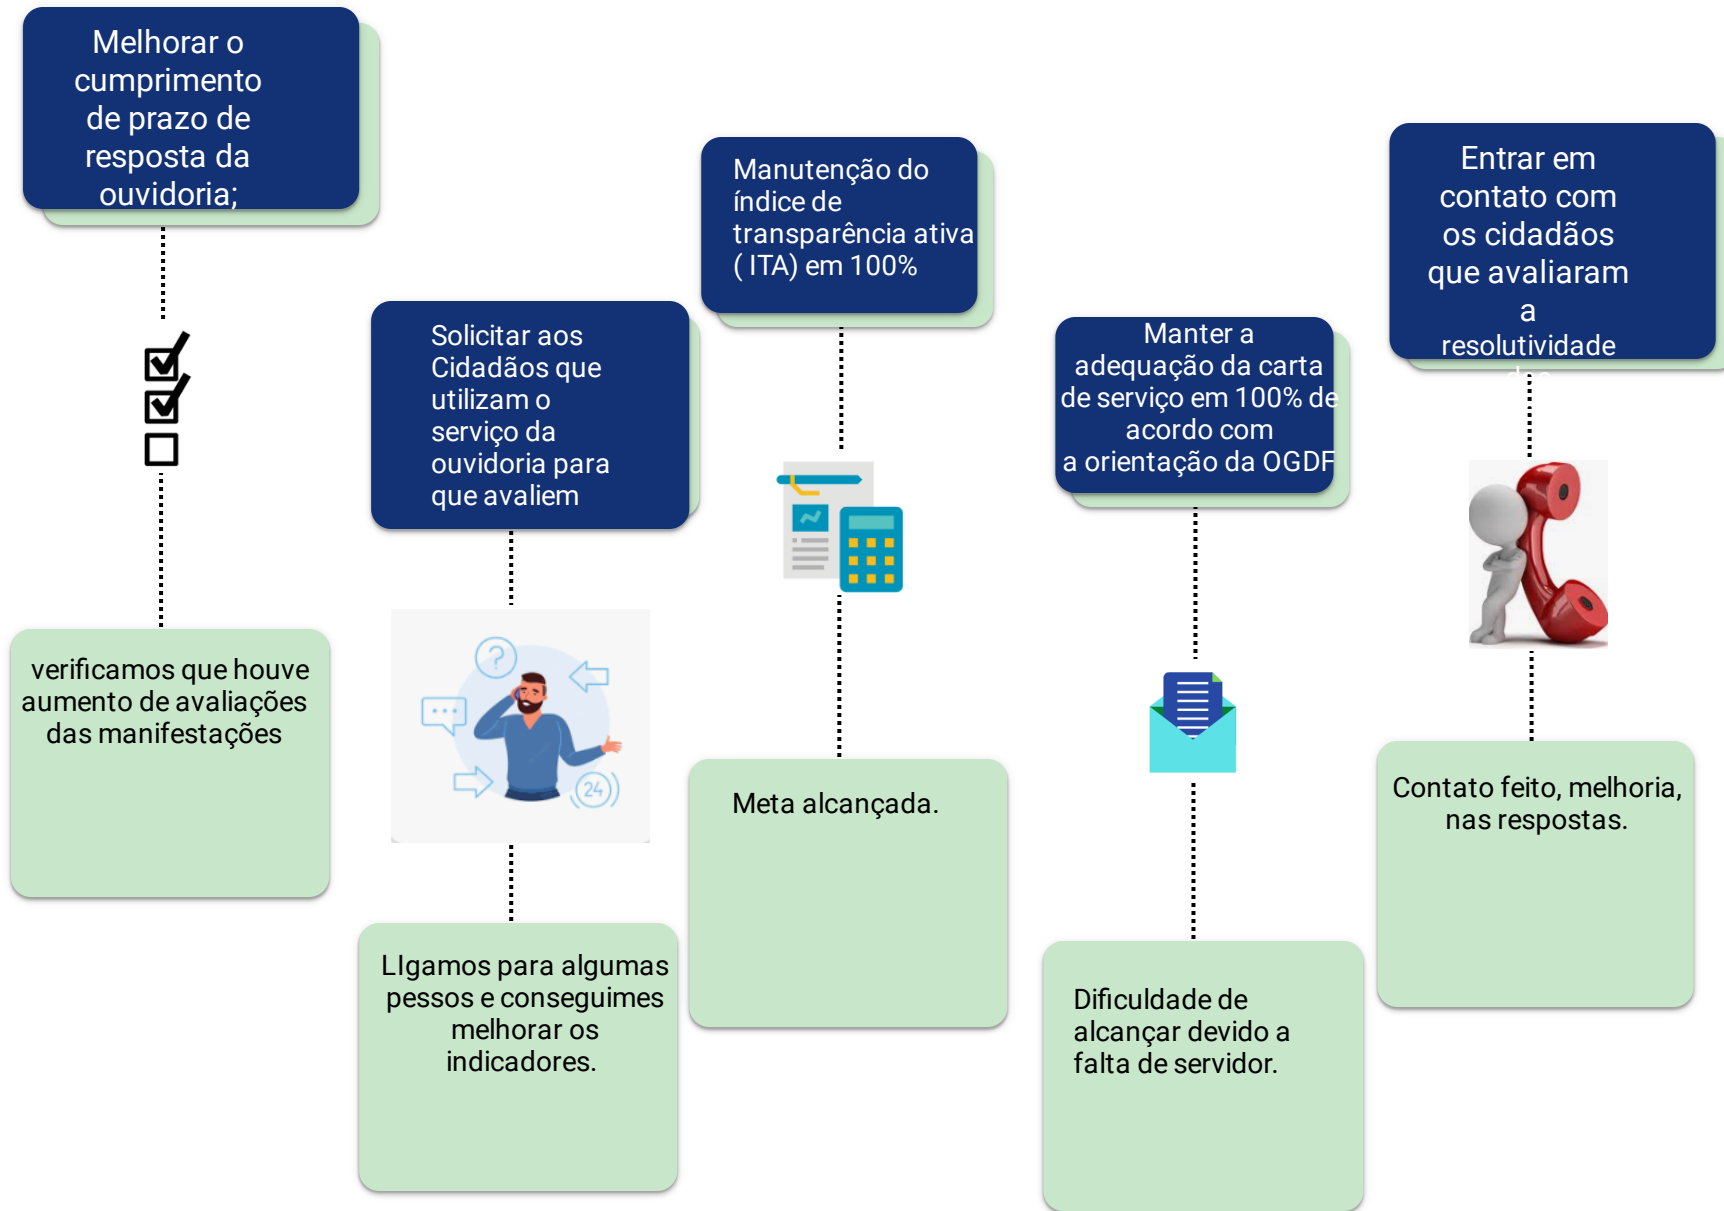 Melhorar o
cumprimento
de prazo de
resposta da
ouvidoria;
verificamos que houve
aumento de avaliações
das manifestações
Solicitar aos
Cidadãos que
utilizam o
serviço da
ouvidoria para
que avaliem
24
LIgamos para algumas
pessos e conseguimes
melhorar os
indicadores.
Manutenção do
índice de
transparência ativa
( ITA) em 100%
Meta alcançada.
Manter a
adequação da carta
de serviço em 100% de
acordo com
a orientação da OGDF
Dificuldade de
alcançar devido a
falta de servidor.
Entrar em
contato com
os cidadãos
que avaliaram
a
resolutividade
Contato feito, melhoria,
nas respostas.